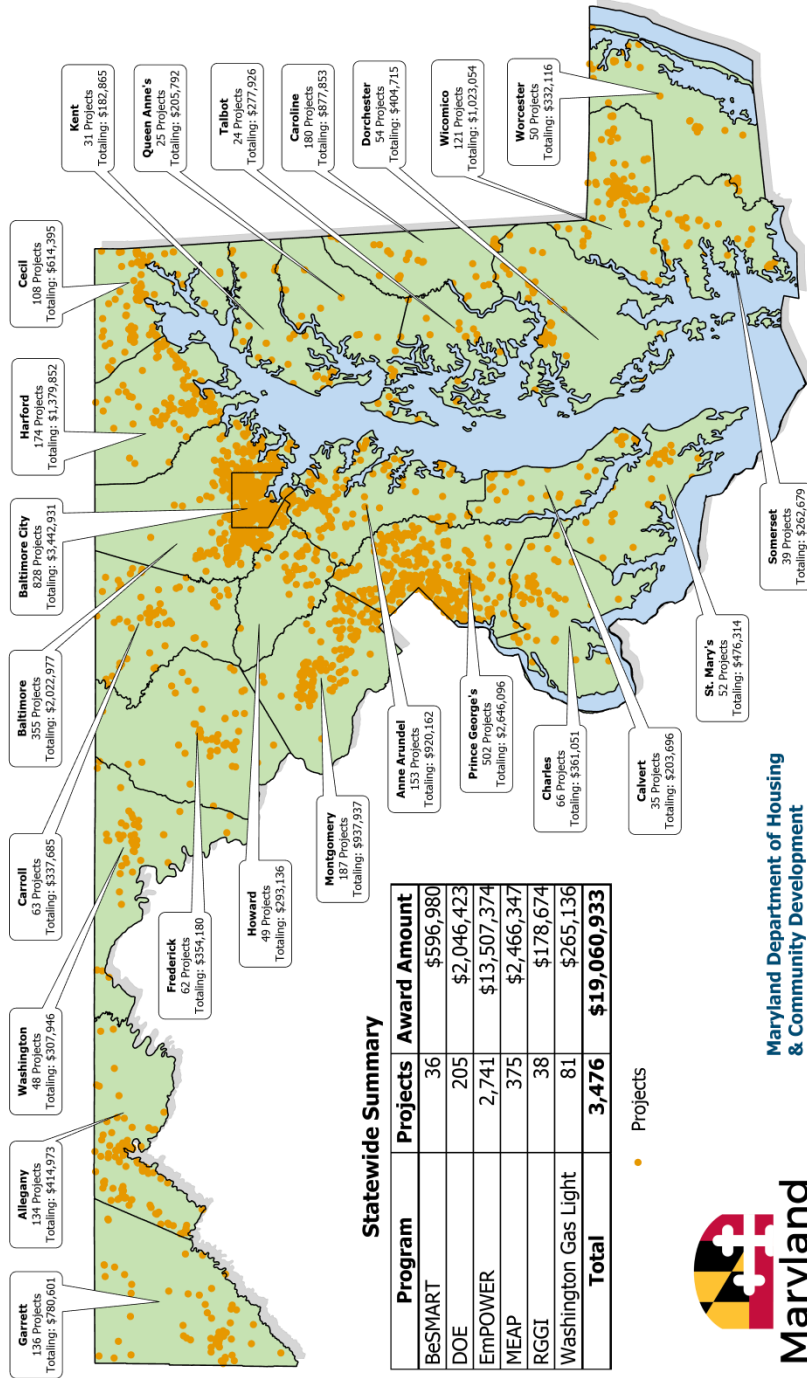 Garrett
136 Projects
Totaling: $780,601
Allegany
134 Projects
Totaling: $414,973
Washington
48 Projects
Totaling: $307,946
Carroll
63 Projects
Totaling: $337,685
Baltimore
355 Projects
Totaling: $2,022,977
Baltimore City
828 Projects
Totaling: $3,442,931
Harford
174 Projects
Totaling: $1,379,852
Cecil
108 Projects
Totaling: $614,395
Kent
31 Projects
Totaling: $182,865
Queen Anne's
25 Projects
Totaling: $205,792
Talbot
24 Projects
Totaling: $277,926
Caroline
180 Projects
Totaling: $877,853
Dorchester
54 Projects
Totaling: $404,715
Wicomico
121 Projects
Totaling: $1,023,054
Worcester
50 Projects
Totaling: $332,116
Frederick
62 Projects
Totaling: $354,180
Howard
49 Projects
Totaling: $293,136
Montgomery
187 Projects
Totaling: $937,937
Anne Arundel
153 Projects
Totaling: $920,162
Prince George's
502 Projects
Totaling: $2,646,096
Charles
66 Projects
Totaling: $361,051
Calvert
35 Projects
Totaling: $203,696
St. Mary's
52 Projects
Totaling: $476,314
Somerset
39 Projects
Totaling: $262,679
Statewide Summary
Program Projects Award Amount
BeSMART 36 $596,980
DOE 205 $2,046,423
EmPOWER 2,741 $13,507,374
MEAP 375 $2,466,347
RGGI 38 $178,674
Washington Gas Light 81 $265,136
Total 3,476 $19,060,933
Projects
Maryland
Maryland Department of Housing
& Community Development